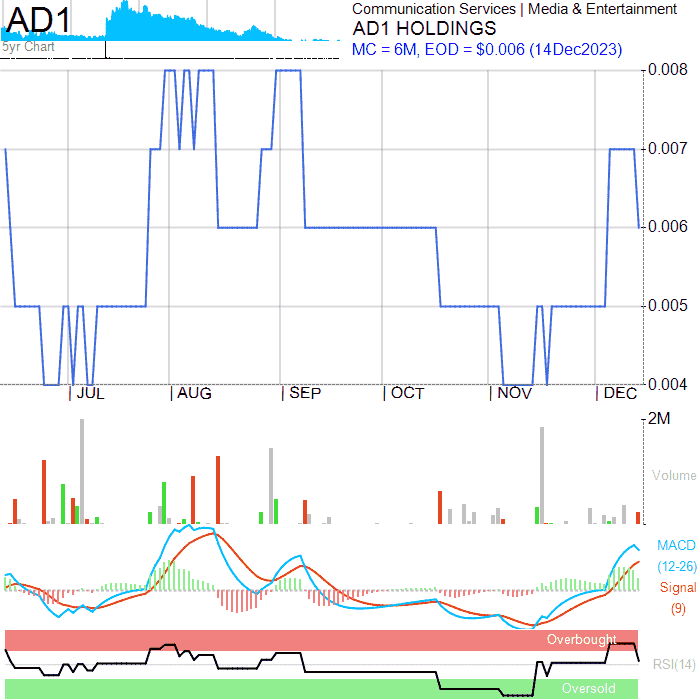 AD1
Communication Services | Media & Entertainment
AD1 HOLDINGS
5yr Chart
MC = 6M, EOD = $0.006 (14Dec2023)
0.008
0.007
0.006
0.005
0.004
JUL AUG SEP OCT NOV DEC
2M
Volume
MACD
(12-26)
Signal
(9)
Overbought
RSI(14)
Oversold